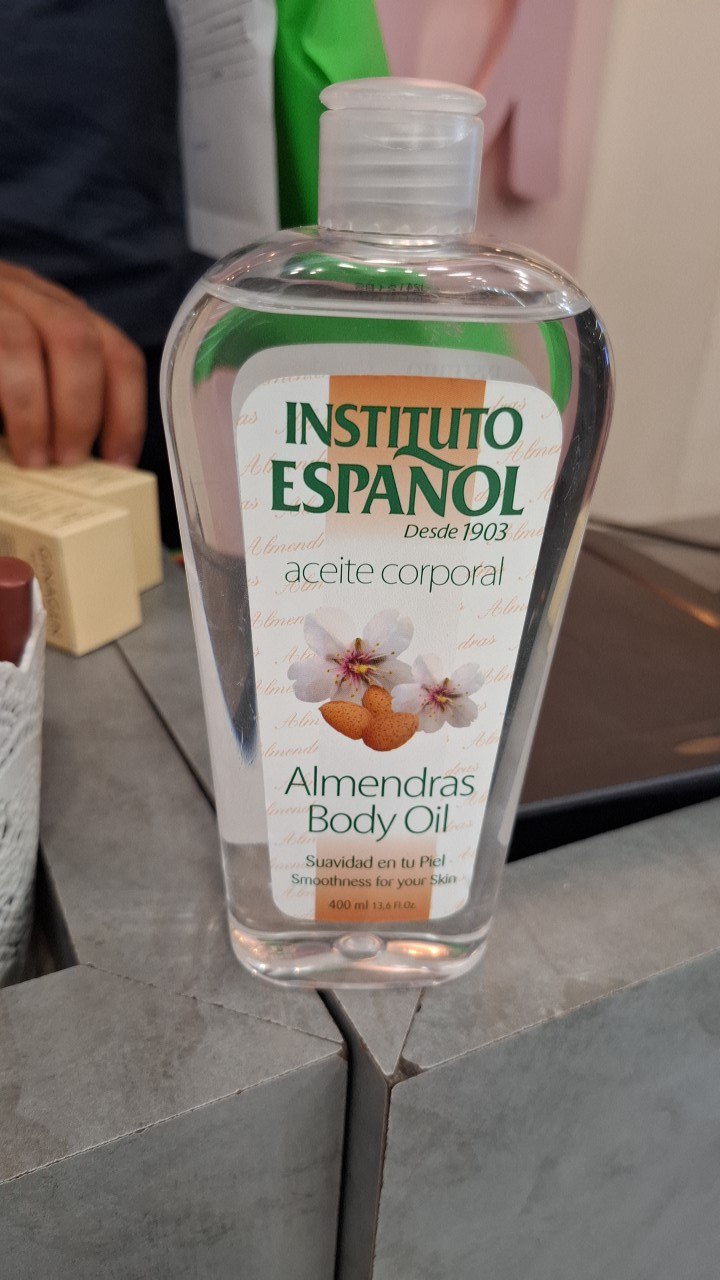 INSTITUTO
ESPAÑOL
Desde 1903
aceite corporal
Almendras
Body Oil
Suavidad en tu Piel
Smoothness for your Skin
400 ml 13,6 Fl.Oz.